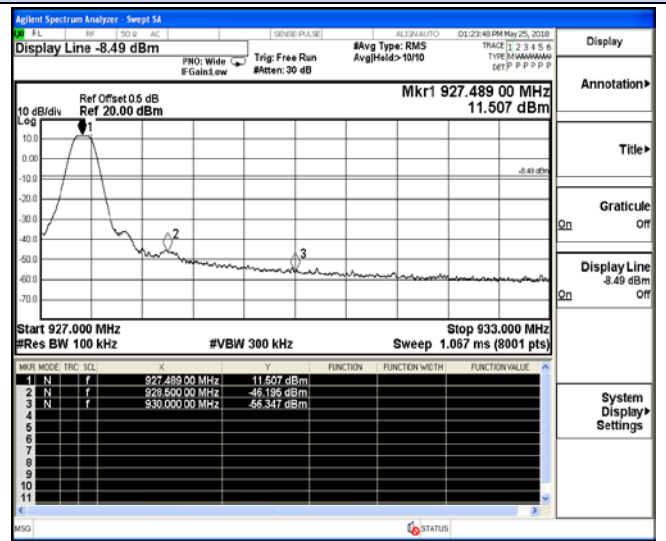 Agilent Spectrum Analyzer - Swept SA
RL RF 50 Ω AC SENSE:PULSE ALIGN AUTO 01:23:48 PM May 25, 2018
Display Line -8.49 dBm
PNO: Wide
IFGain:Low
Trig: Free Run
#Atten: 30 dB
#Avg Type: RMS
Avg|Hold>10/10
TRACE 1 2 3 4 5 6
TYPE
DET P P P P P P
Mkr1 927.489 00 MHz
11.507 dBm
Ref Offset 0.5 dB
10 dB/div Ref 20.00 dBm
Log
10.0
0.00
-10.0
-20.0
-30.0
-40.0
-50.0
-60.0
-70.0
1
2
3
-8.49 dBm
Start 927.000 MHz Stop 933.000 MHz
#Res BW 100 kHz #VBW 300 kHz Sweep 1.067 ms (8001 pts)
MKR MODE TRC SCL X Y FUNCTION FUNCTION WIDTH FUNCTION VALUE
1 N f 927.489 00 MHz 11.507 dBm
2 N f 928.500 00 MHz -46.195 dBm
3 N f 930.000 00 MHz -56.347 dBm
4
5
6
7
8
9
10
11
MSG STATUS
Display
Annotation
Title
Graticule
On Off
Display Line
-8.49 dBm
On Off
System
Display
Settings